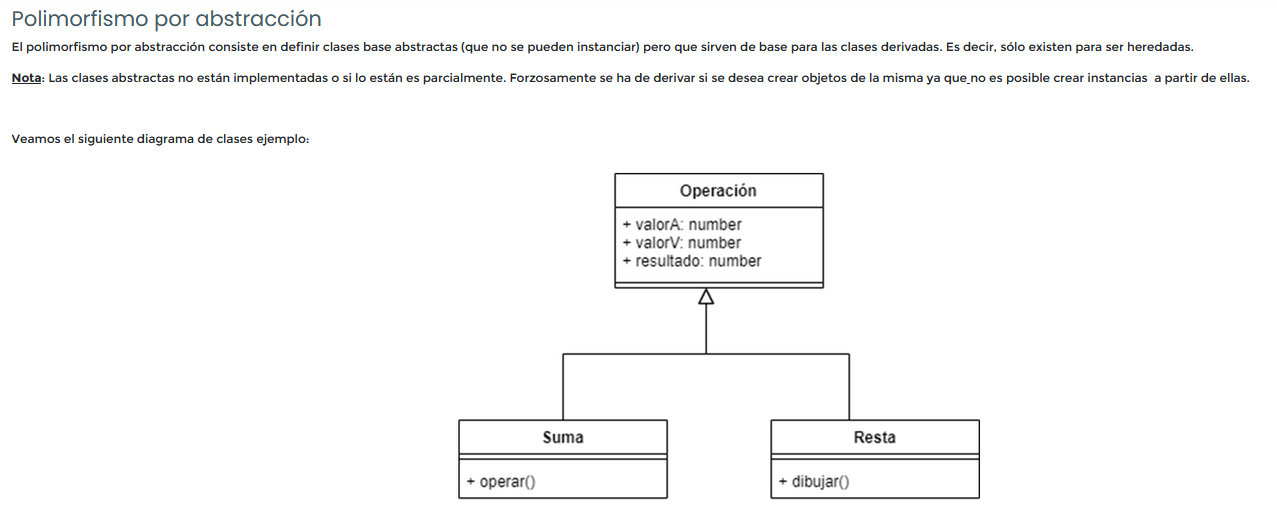 Polimorfismo por abstracción
El polimorfismo por abstracción consiste en definir clases base abstractas (que no se pueden instanciar) pero que sirven de base para las clases derivadas. Es decir, sólo existen para ser heredadas.
Nota: Las clases abstractas no están implementadas o si lo están es parcialmente. Forzosamente se ha de derivar si se desea crear objetos de la misma ya que no es posible crear instancias a partir de ellas.
Veamos el siguiente diagrama de clases ejemplo:
Operación
+ valorA: number
+ valorV: number
+ resultado: number
Suma
+ operar()
Resta
+ dibujar()